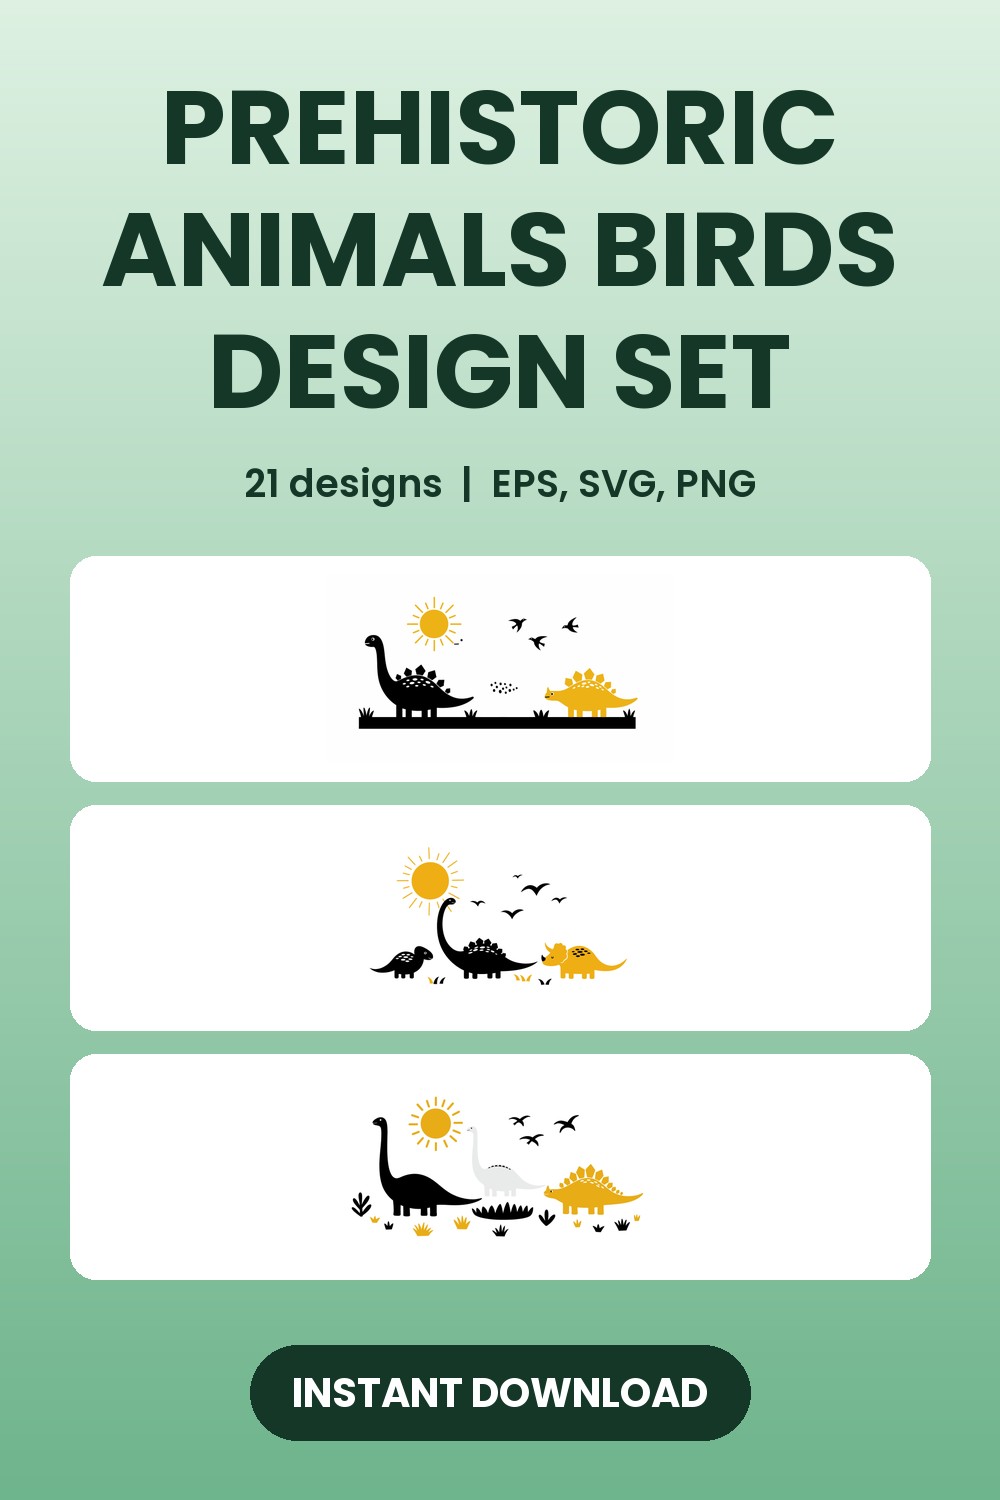 PREHISTORIC
ANIMALS BIRDS
DESIGN SET
21 designs | EPS, SVG, PNG
INSTANT DOWNLOAD